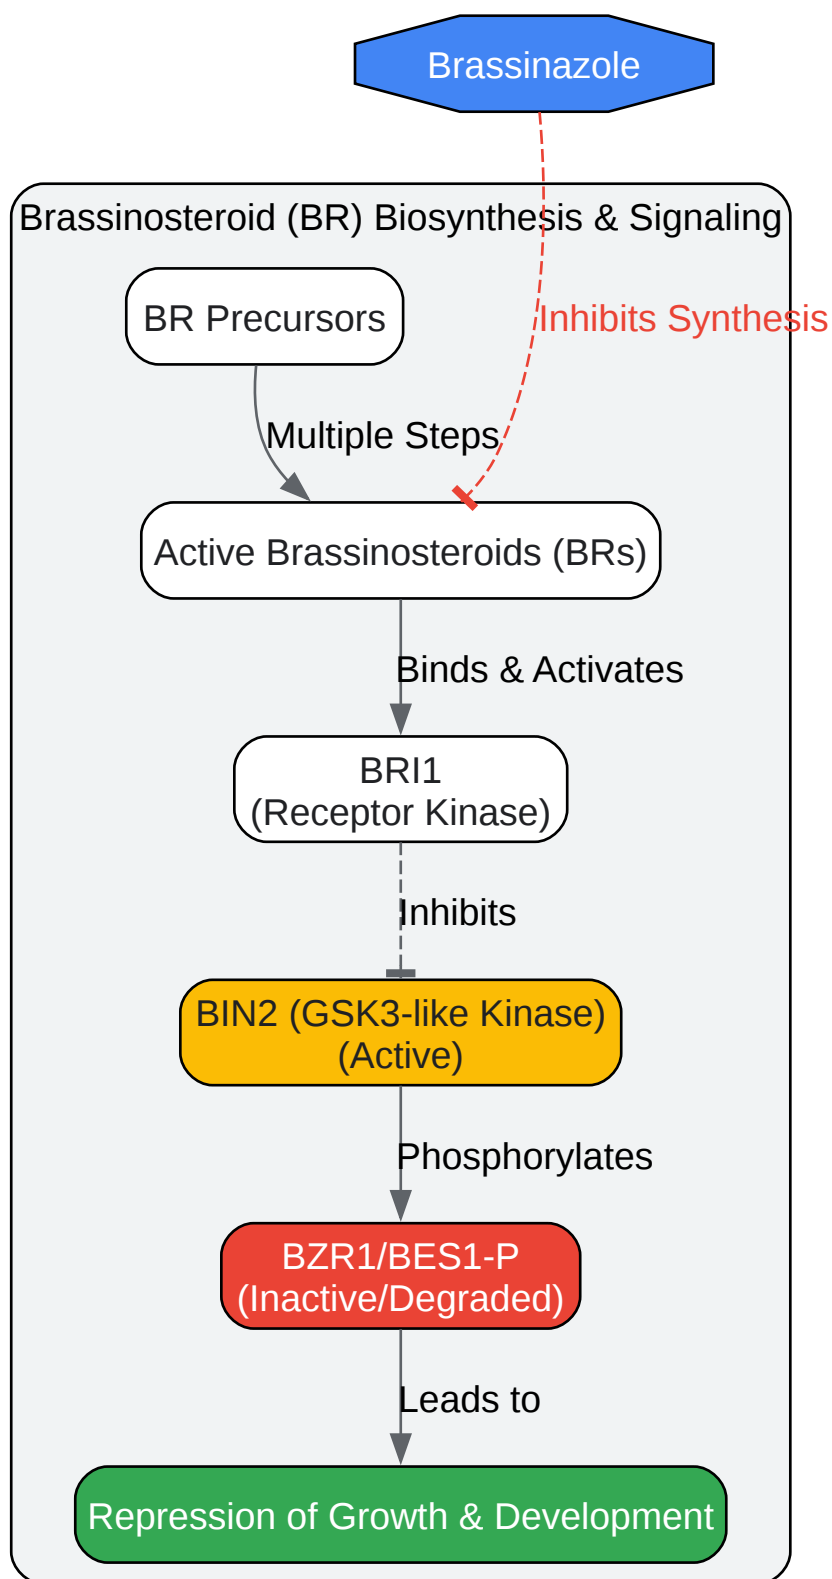 Brassinazole
Brassinosteroid (BR) Biosynthesis & Signaling
BR Precursors
Inhibits Synthesis
Multiple Steps
Active Brassinosteroids (BRs)
Binds & Activates
BRI1
(Receptor Kinase)
Inhibits
BIN2 (GSK3-like Kinase)
(Active)
Phosphorylates
BZR1/BES1-P
(Inactive/Degraded)
Leads to
Repression of Growth & Development